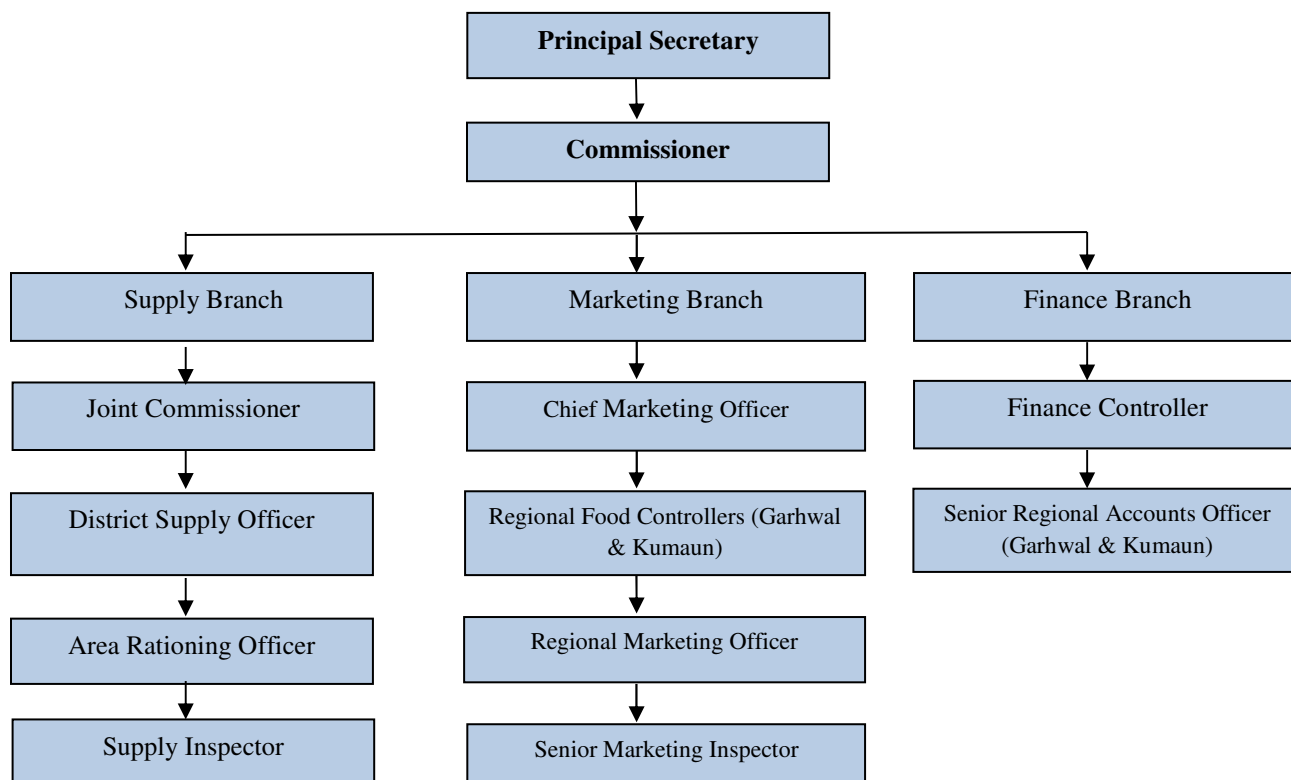 Principal Secretary
Commissioner
Supply Branch
Marketing Branch
Finance Branch
Joint Commissioner
Chief Marketing Officer
Finance Controller
District Supply Officer
Regional Food Controllers (Garhwal
& Kumaun)
Senior Regional Accounts Officer
(Garhwal & Kumaun)
Area Rationing Officer
Regional Marketing Officer
Supply Inspector
Senior Marketing Inspector